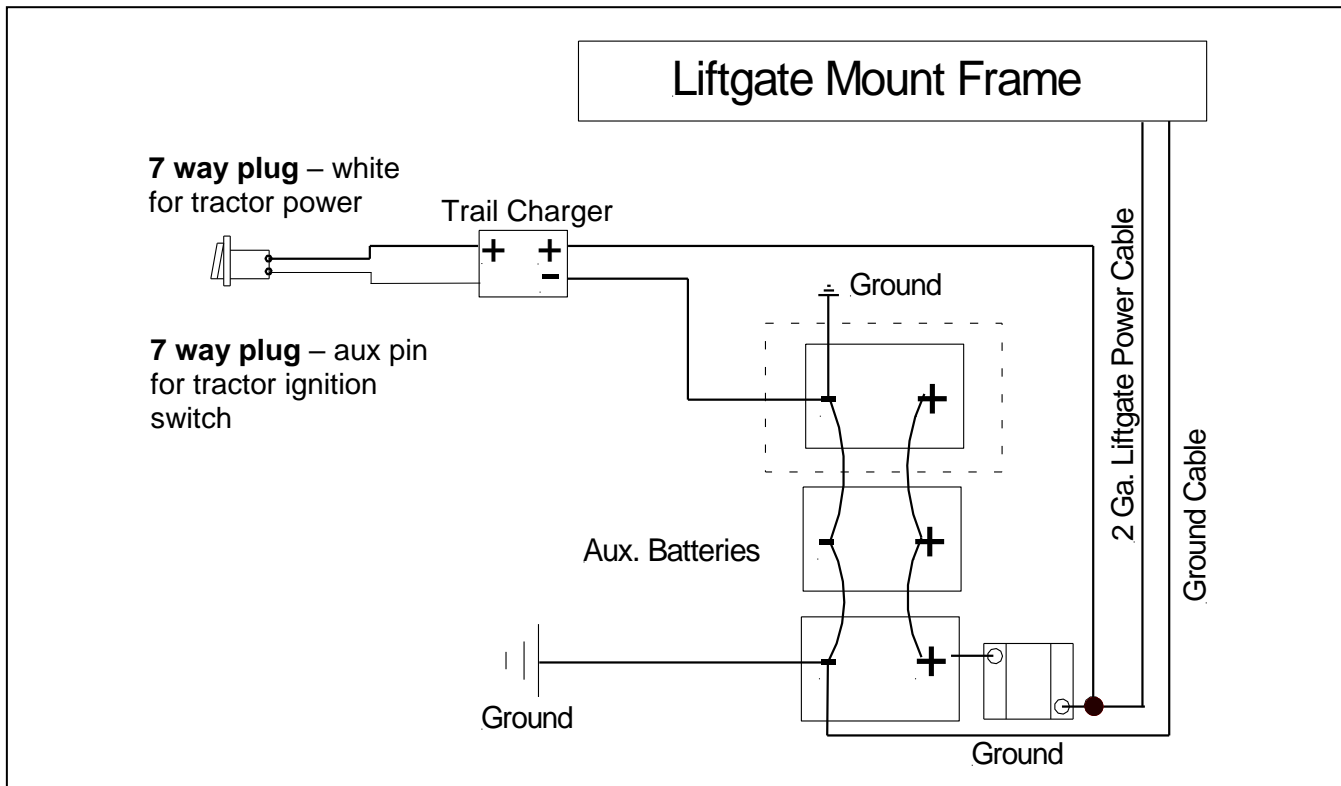 Liftgate Mount Frame
7 way plug – white
for tractor power
Trail Charger
+ +
-
7 way plug – aux pin
for tractor ignition
switch
Ground
- +
Aux. Batteries
- +
- +
Ground
Ground
2 Ga. Liftgate Power Cable
Ground Cable